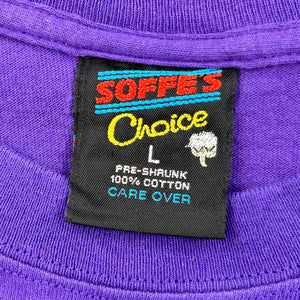 SOFFE'S
Choice
L
PRE-SHRUNK
100% COTTON
CARE OVER